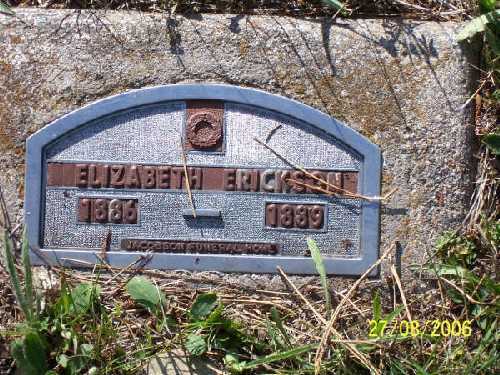 ELIZABETH ERICKSON
1886 - 1889
JACOBSON FUNERAL HOME
27/08/2006